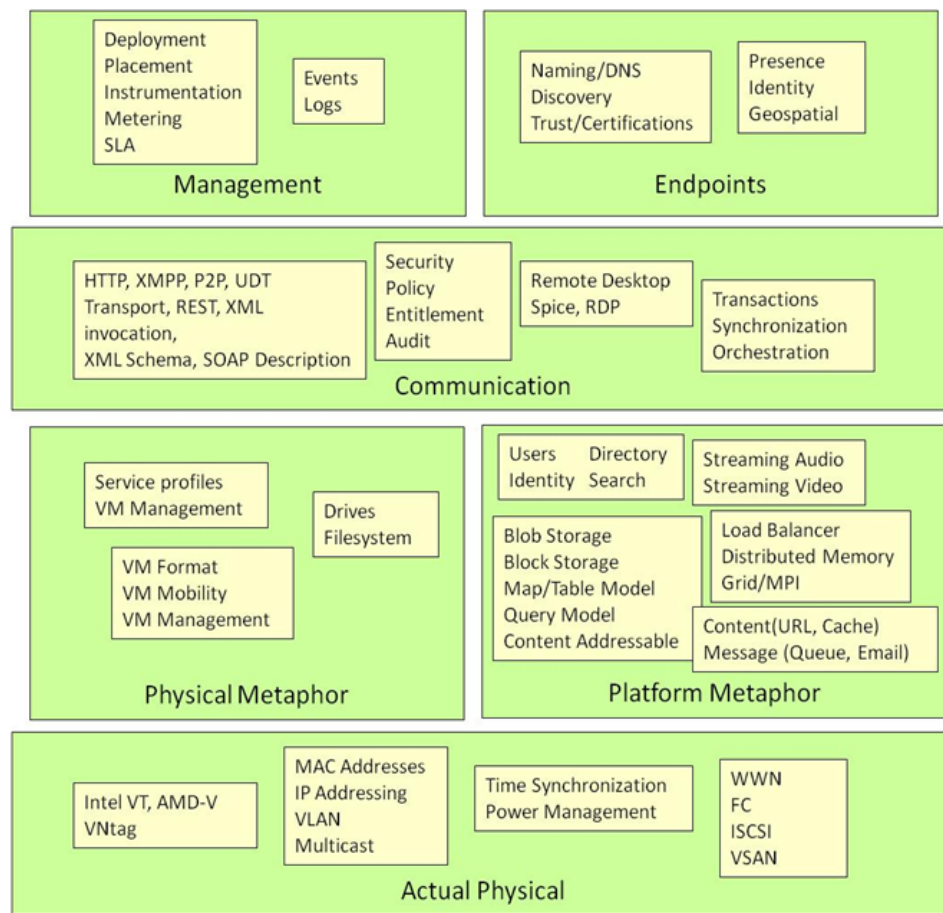 Deployment
Placement
Instrumentation
Metering
SLA
Events
Logs
Management
Naming/DNS
Discovery
Trust/Certifications
Presence
Identity
Geospatial
Endpoints
HTTP, XMPP, P2P, UDT
Transport, REST, XML
invocation,
XML Schema, SOAP Description
Security
Policy
Entitlement
Audit
Remote Desktop
Spice, RDP
Transactions
Synchronization
Orchestration
Communication
Service profiles
VM Management
Drives
Filesystem
VM Format
VM Mobility
VM Management
Physical Metaphor
Users Directory
Identity Search
Streaming Audio
Streaming Video
Blob Storage
Block Storage
Map/Table Model
Query Model
Content Addressable
Load Balancer
Distributed Memory
Grid/MPI
Content(URL, Cache)
Message (Queue, Email)
Platform Metaphor
Intel VT, AMD-V
VNtag
MAC Addresses
IP Addressing
VLAN
Multicast
Time Synchronization
Power Management
WWN
FC
ISCSI
VSAN
Actual Physical